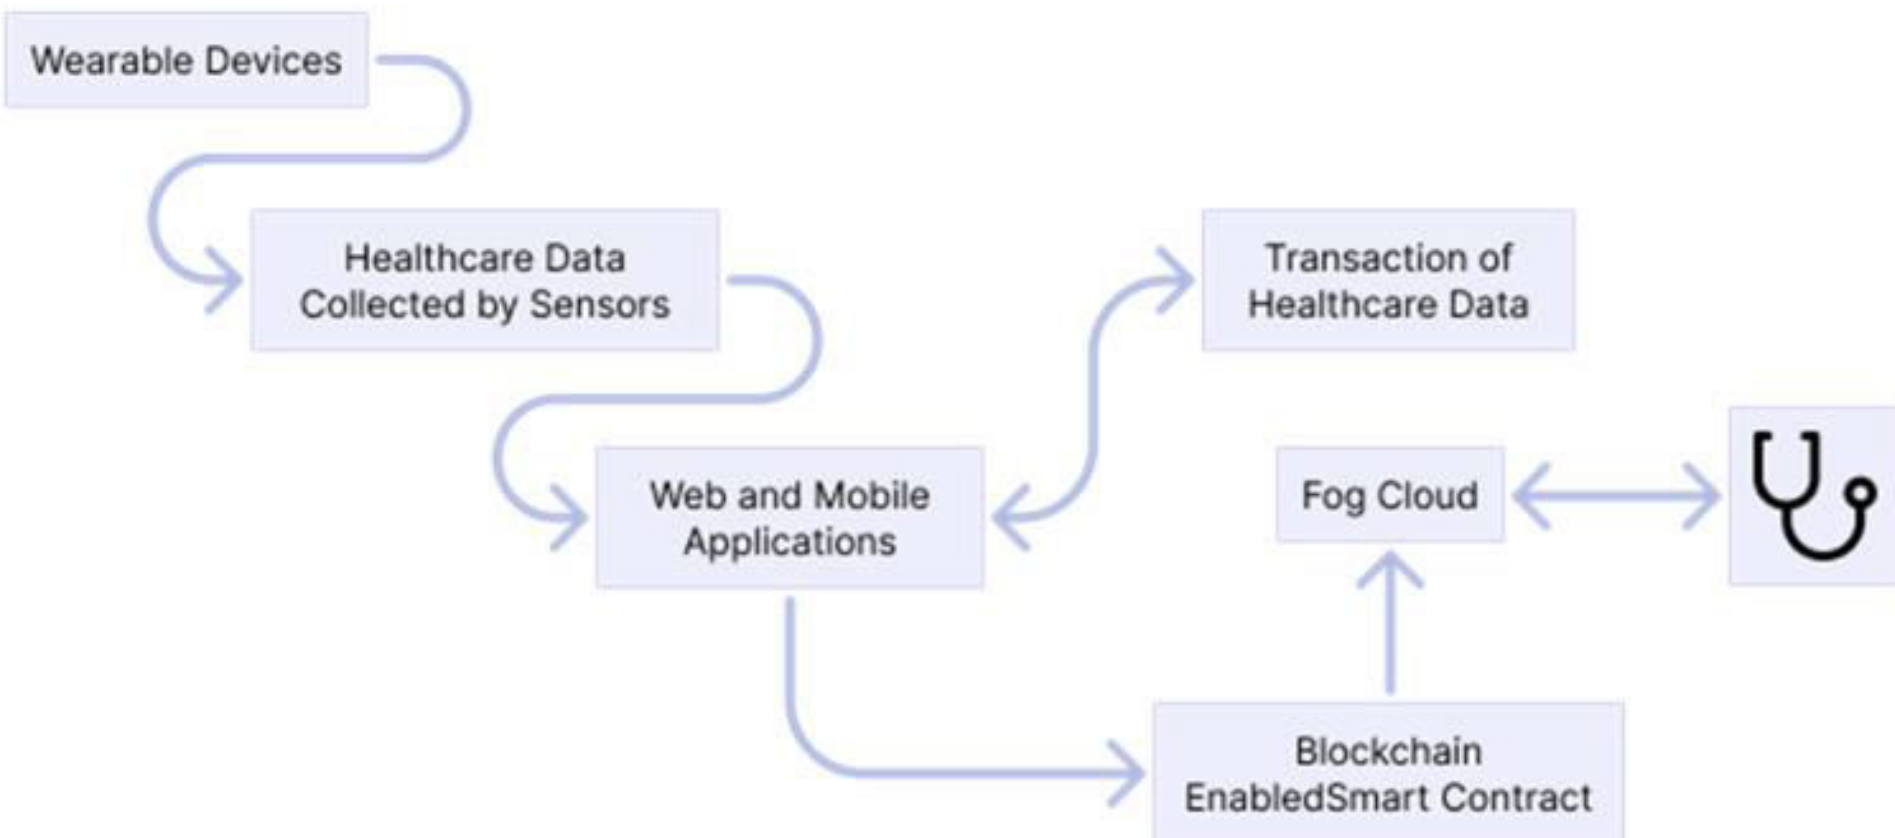 Wearable Devices
Healthcare Data
Collected by Sensors
Transaction of
Healthcare Data
Web and Mobile
Applications
Fog Cloud
Blockchain
EnabledSmart Contract